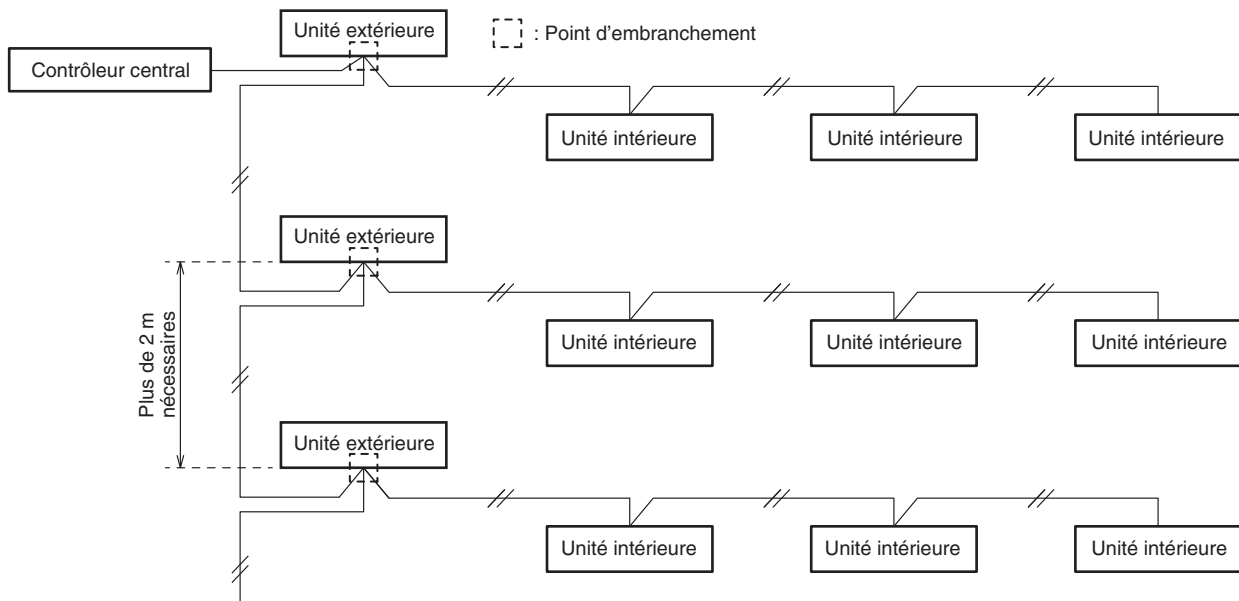 Unité extérieure
: Point d'embranchement
Contrôleur central
Unité intérieure
Unité intérieure
Unité intérieure
Unité extérieure
Unité intérieure
Unité intérieure
Unité intérieure
Plus de 2 m
nécessaires
Unité extérieure
Unité intérieure
Unité intérieure
Unité intérieure